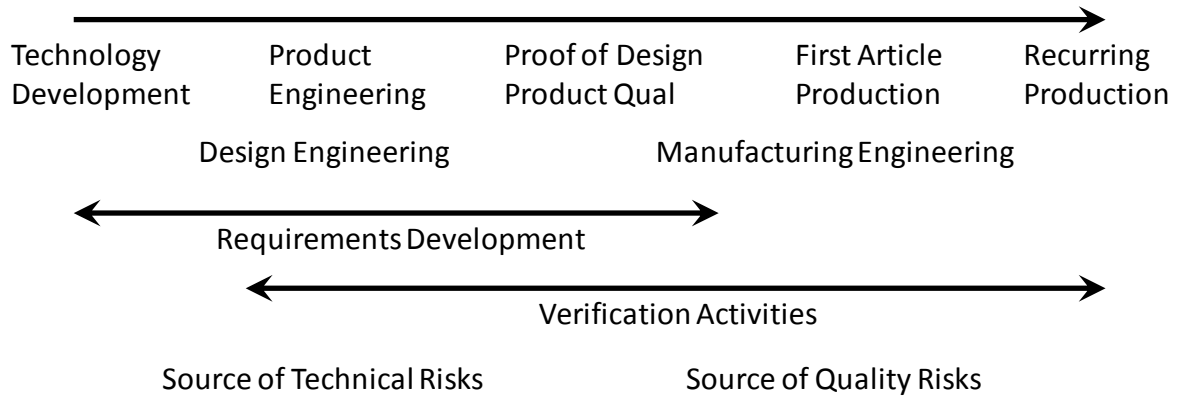 Technology Development
Product Engineering
Proof of Design Product Qual
First Article Production
Recurring Production
Design Engineering
Manufacturing Engineering
Requirements Development
Verification Activities
Source of Technical Risks
Source of Quality Risks